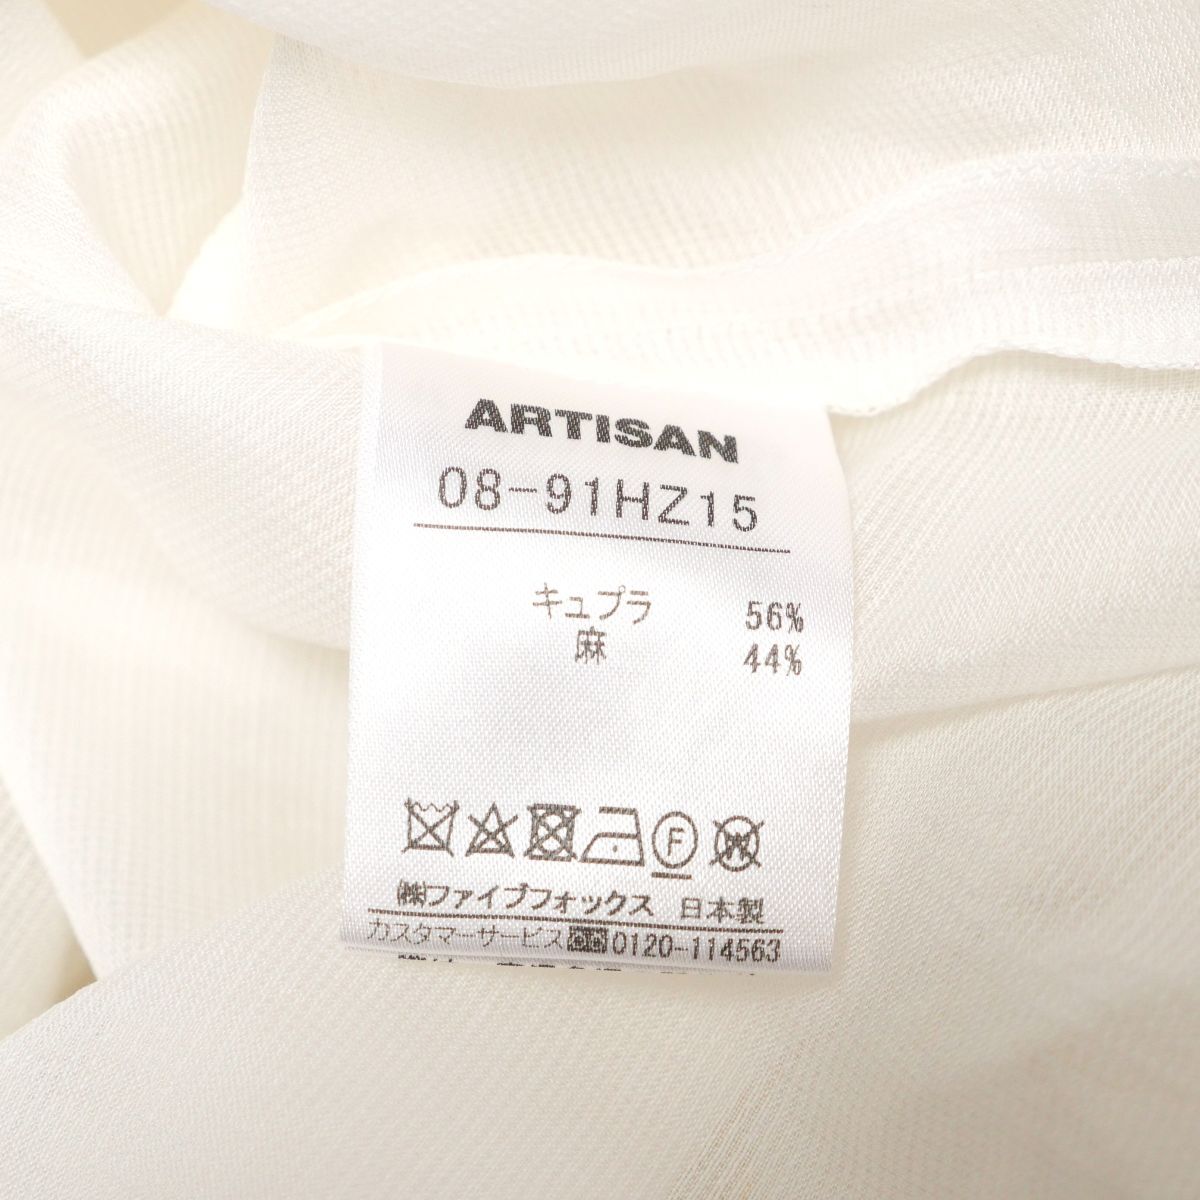 ARTISAN
08-91HZ15
キュプラ 56%
麻 44%
F
W
㈱ファイブフォックス 日本製
カスタマーサービス 0120-114563